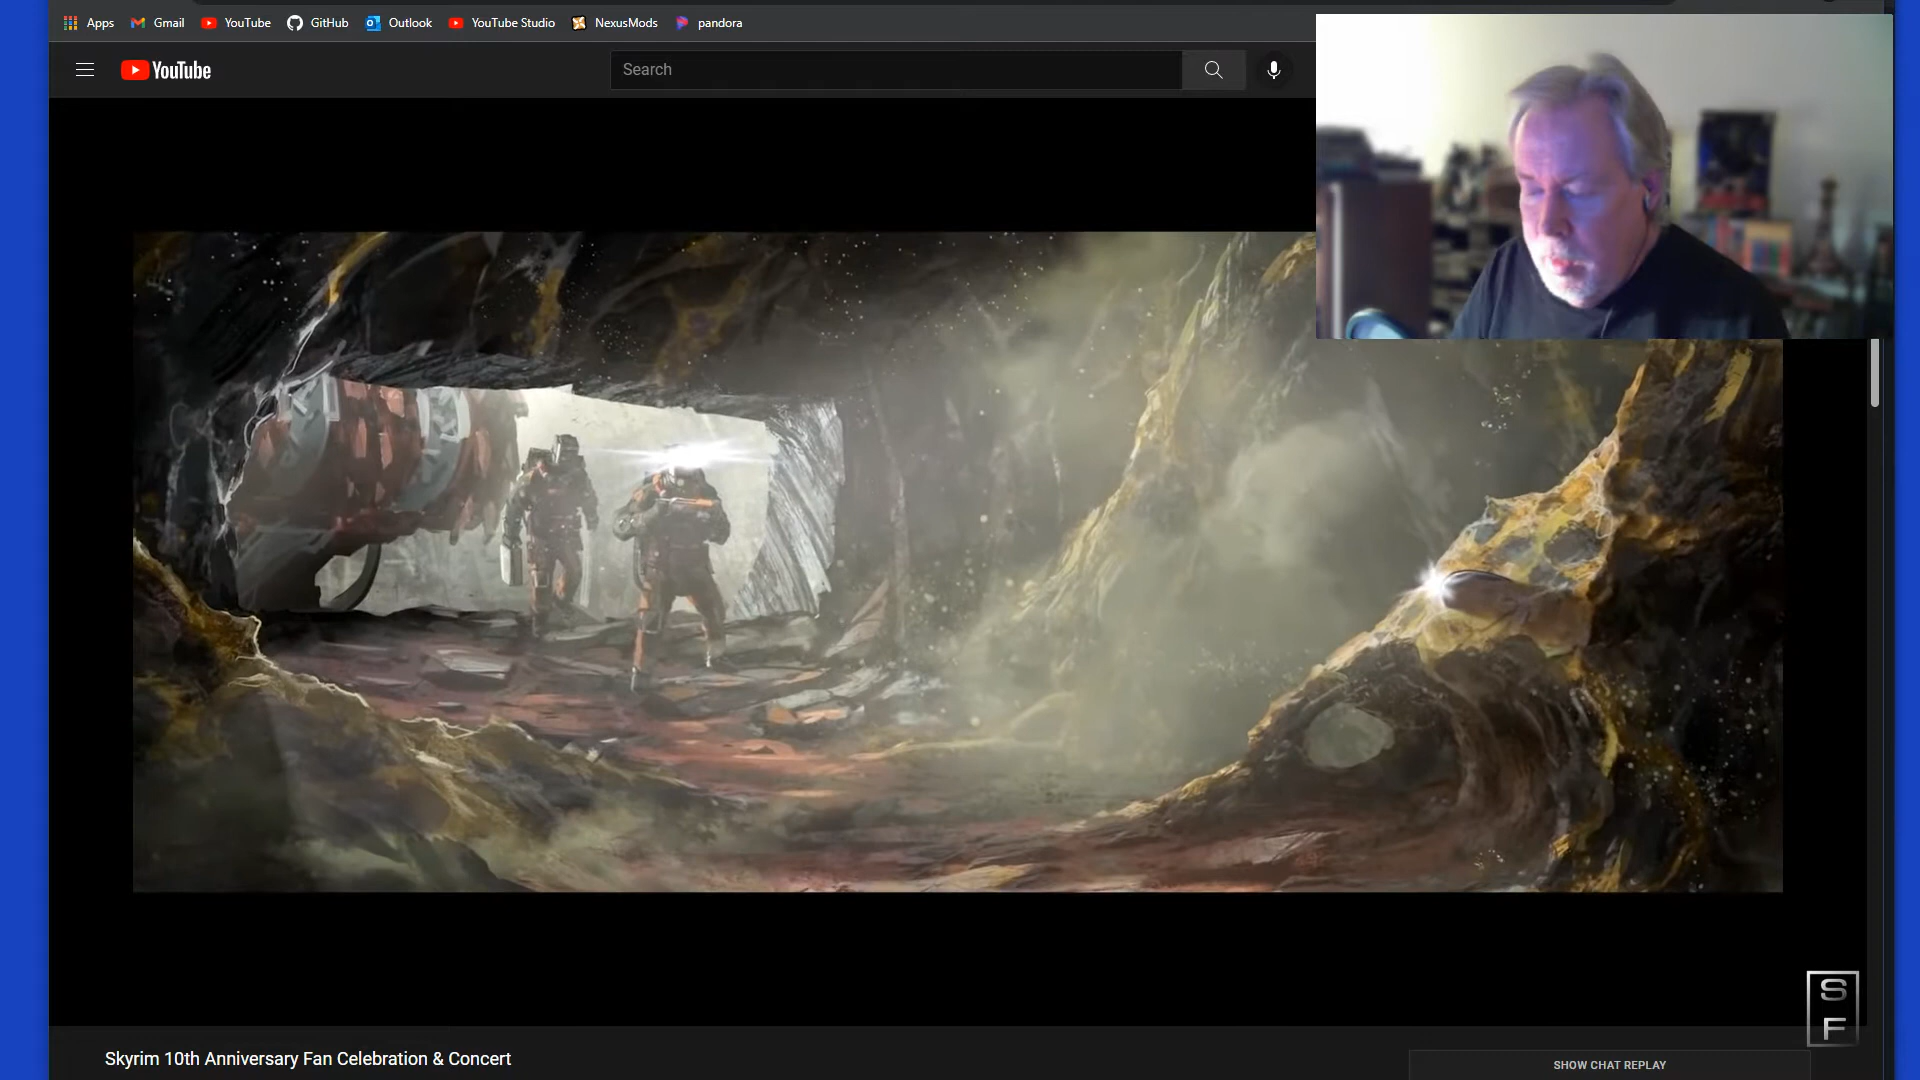 Apps Gmail YouTube GitHub Outlook YouTube Studio NexusMods pandora
YouTube Search
S
F
Skyrim 10th Anniversary Fan Celebration & Concert
SHOW CHAT REPLAY